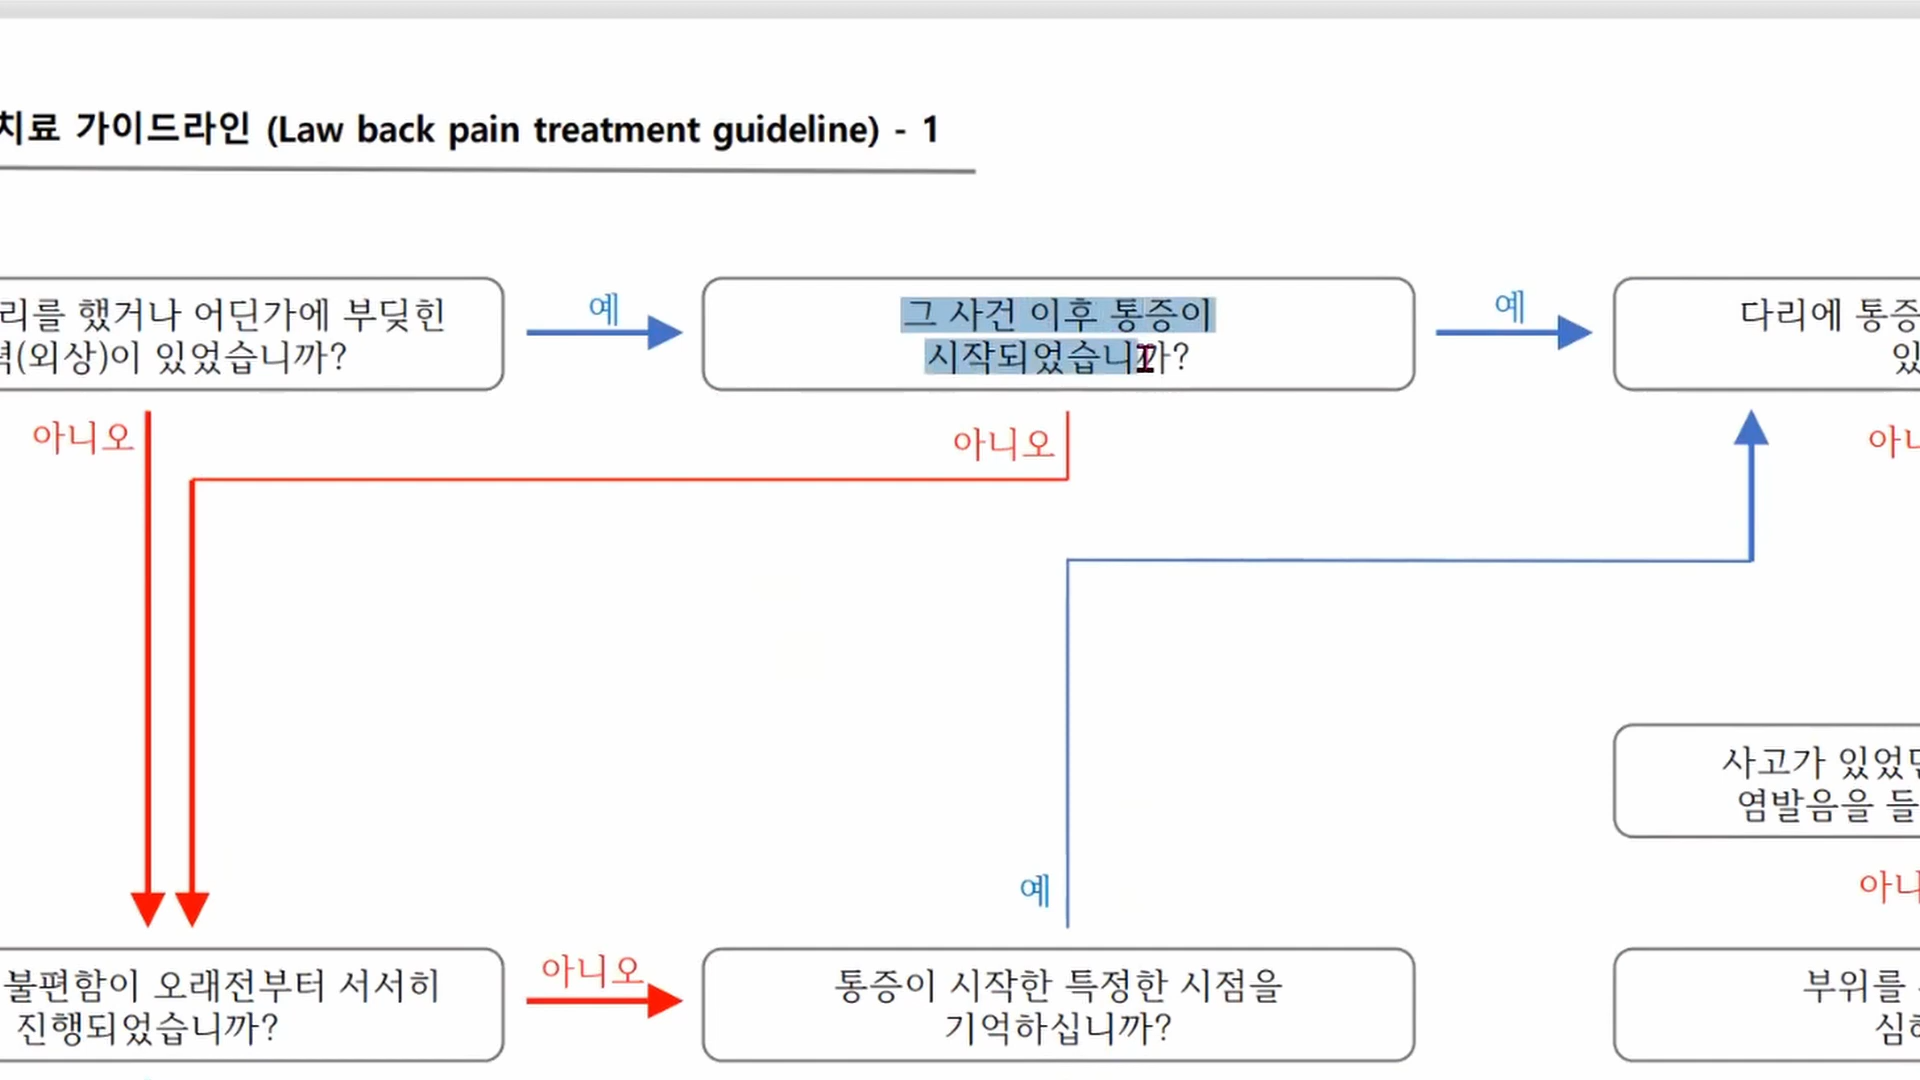 치료 가이드라인 (Law back pain treatment guideline) - 1
리를 했거나 어딘가에 부딪힌
력(외상)이 있었습니까?
예
그 사건 이후 통증이
시작되었습니까?
예
다리에 통증
있
아니오
아니오
아니
사고가 있었던
염발음을 들
예
아니
불편함이 오래전부터 서서히
진행되었습니까?
아니오
통증이 시작한 특정한 시점을
기억하십니까?
부위를
심하